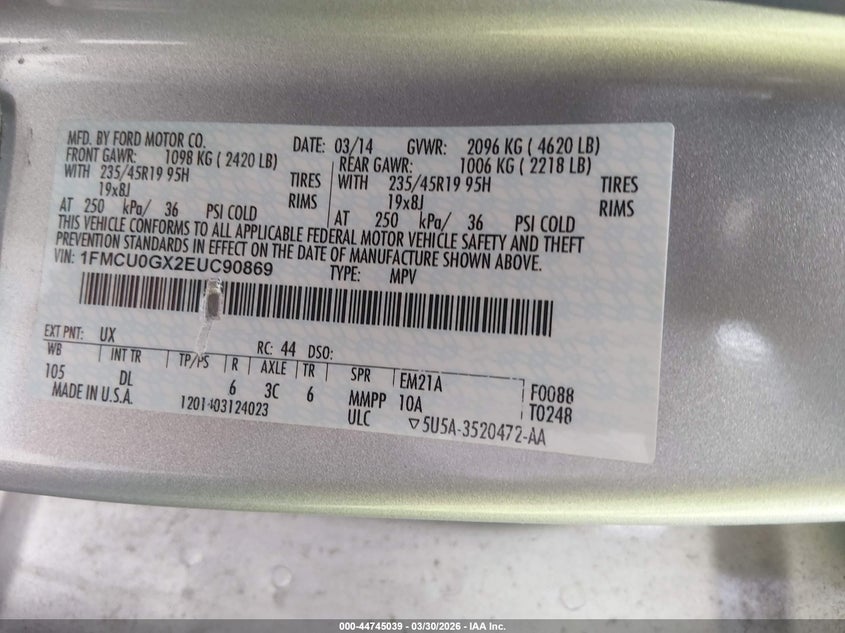 MFD. BY FORD MOTOR CO.
DATE: 03/14 GVWR: 2096 KG ( 4620 LB)
FRONT GAWR: 1098 KG ( 2420 LB)
REAR GAWR: 1006 KG ( 2218 LB)
WITH 235/45R19 95H TIRES
WITH 235/45R19 95H TIRES
19x8J RIMS
19x8J RIMS
AT 250 kPa/ 36 PSI COLD
AT 250 kPa/ 36 PSI COLD
THIS VEHICLE CONFORMS TO ALL APPLICABLE FEDERAL MOTOR VEHICLE SAFETY AND THEFT
PREVENTION STANDARDS IN EFFECT ON THE DATE OF MANUFACTURE SHOWN ABOVE.
VIN: 1FMCU0GX2EUC90869 TYPE: MPV
EXT PNT: UX RC: 44 DSO:
WB INT TR TP/PS R AXLE TR SPR EM21A F0088
105 DL 6 3C 6 MMPP 10A T0248
MADE IN U.S.A. 1201403124023 ULC ▽5U5A-3520472-AA
000-44745039 - 03/30/2026 - IAA Inc.